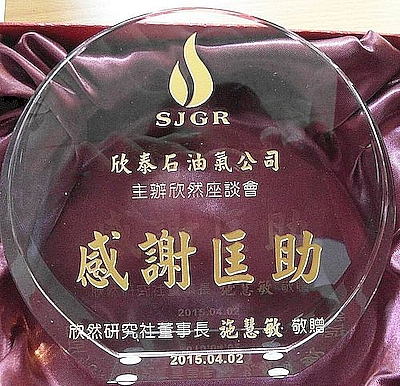 SJGR
欣泰石油氣公司
主辦欣然座談會
感謝匡助
欣然研究社董事長 施慧敏 敬贈
2015.04.02